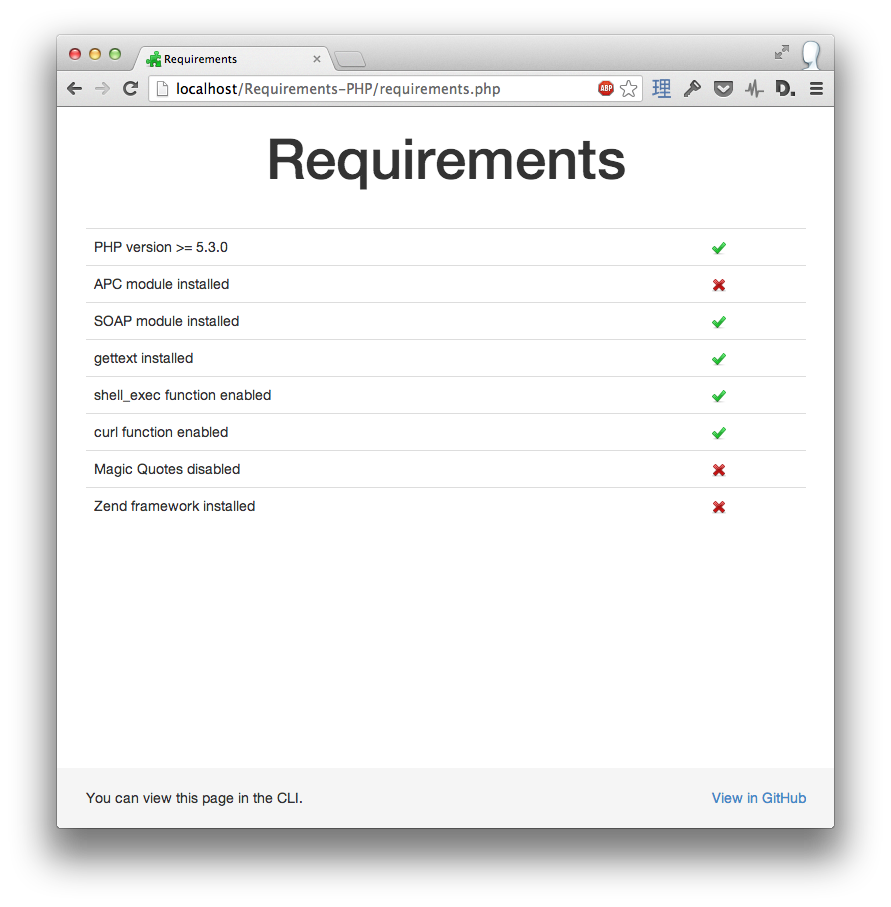 Requirements
localhost/Requirements-PHP/requirements.php
ABP
理
D.
Requirements
PHP version >= 5.3.0
APC module installed
SOAP module installed
gettext installed
shell_exec function enabled
curl function enabled
Magic Quotes disabled
Zend framework installed
You can view this page in the CLI.
View in GitHub